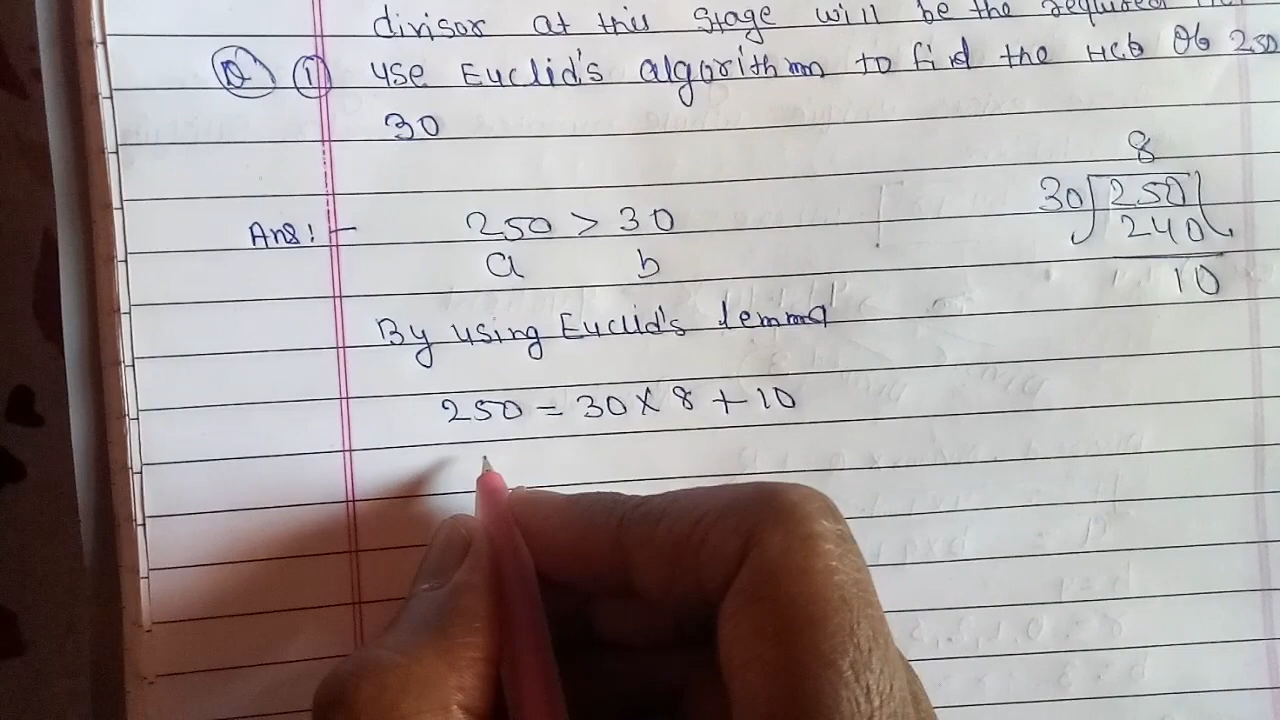 divisor at this stage will be the required
Q ① use Euclid's algorithm to find the HCF Of 250
30
8
30 250
240
10
Ans:- 250 > 30
a b
By using Euclid's lemma
250 = 30 × 8 + 10